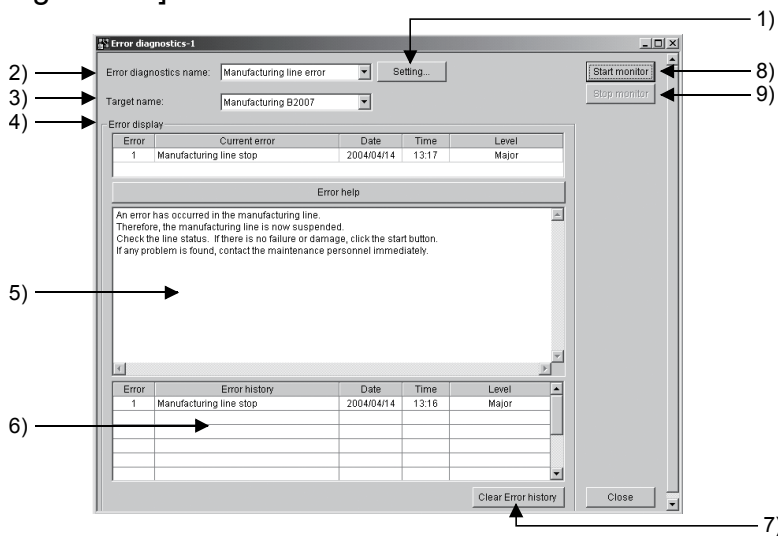 1)
Error diagnostics-1
2) Error diagnostics name: Manufacturing line error Setting... Start monitor 8)
3) Target name: Manufacturing B2007 Stop monitor 9)
4) Error display
Error Current error Date Time Level
1 Manufacturing line stop 2004/04/14 13:17 Major
Error help
An error has occurred in the manufacturing line.
Therefore, the manufacturing line is now suspended.
Check the line status. If there is no failure or damage, click the start button.
If any problem is found, contact the maintenance personnel immediately.
5)
Error Error history Date Time Level
1 Manufacturing line stop 2004/04/14 13:16 Major
6)
Clear Error history Close
7)